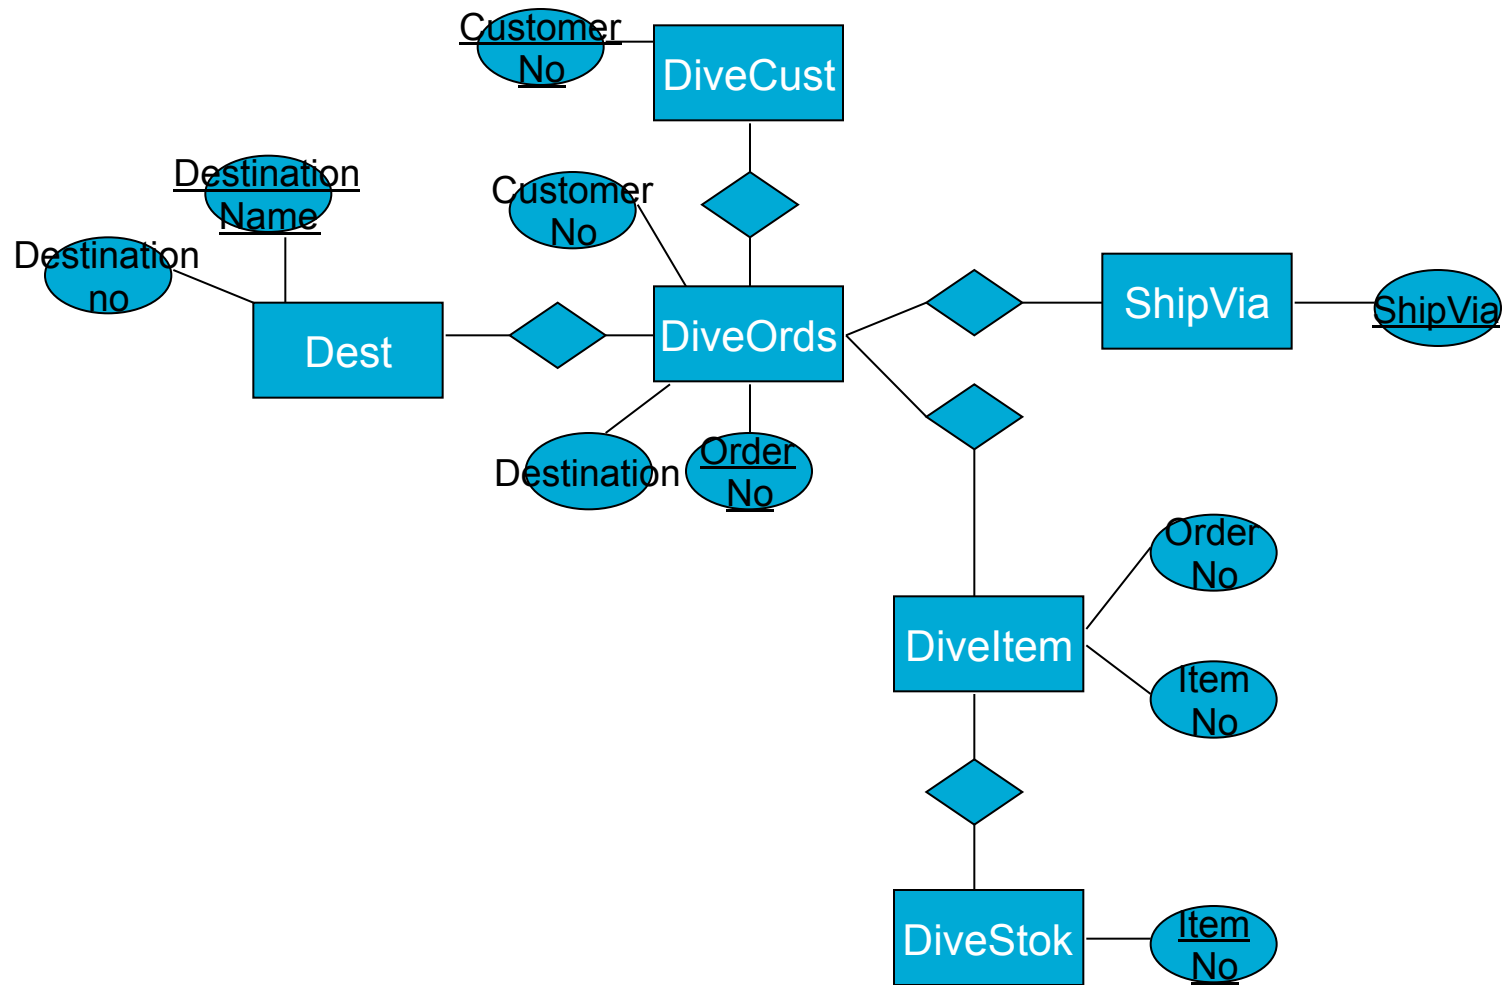 Customer
No
DiveCust
Destination
Name
Customer
No
Destination
no
ShipVia
ShipVia
DiveOrds
Dest
Destination
Order
No
Order
No
DiveItem
Item
No
DiveStok
Item
No